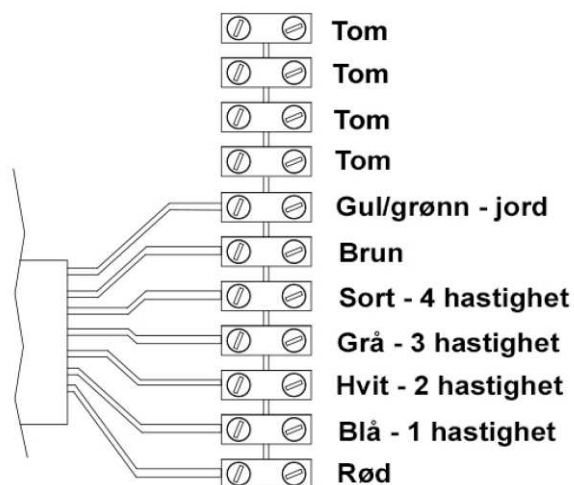 Tom
Tom
Tom
Tom
Gul/grønn - jord
Brun
Sort - 4 hastighet
Grå - 3 hastighet
Hvit - 2 hastighet
Blå - 1 hastighet
Rød